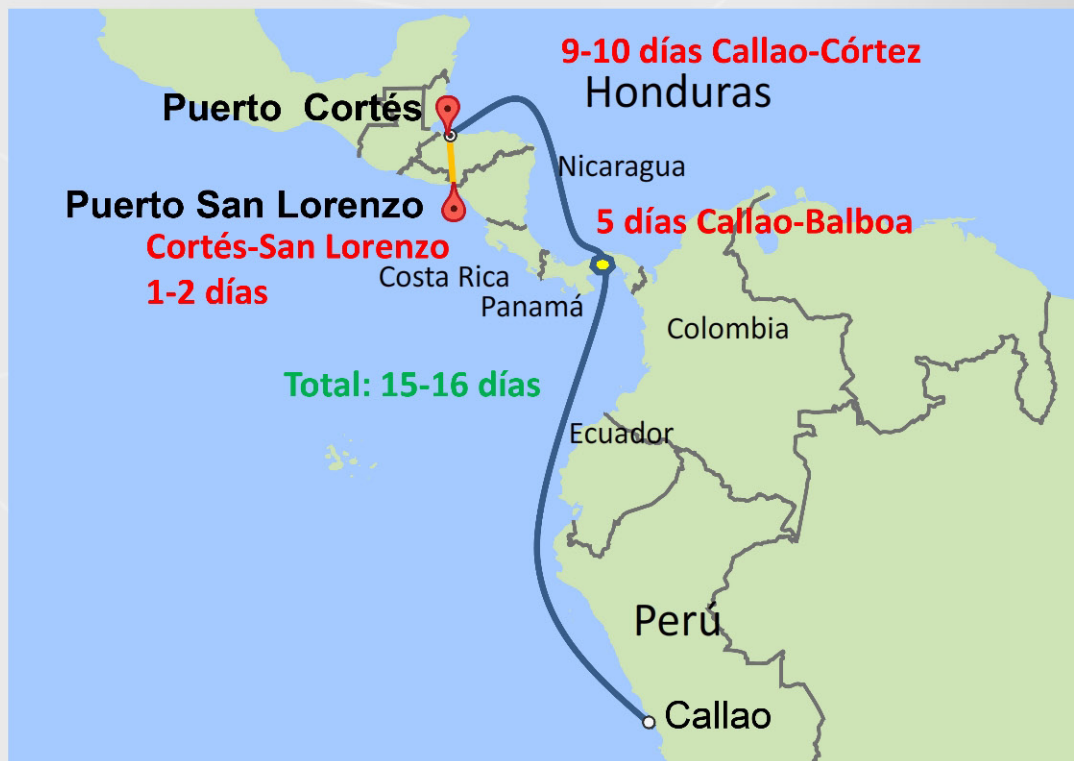 9-10 días Callao-Córtez
Honduras
Puerto Cortés
Nicaragua
Puerto San Lorenzo
5 días Callao-Balboa
Cortés-San Lorenzo
1-2 días
Costa Rica
Panamá
Colombia
Total: 15-16 días
Ecuador
Perú
Callao